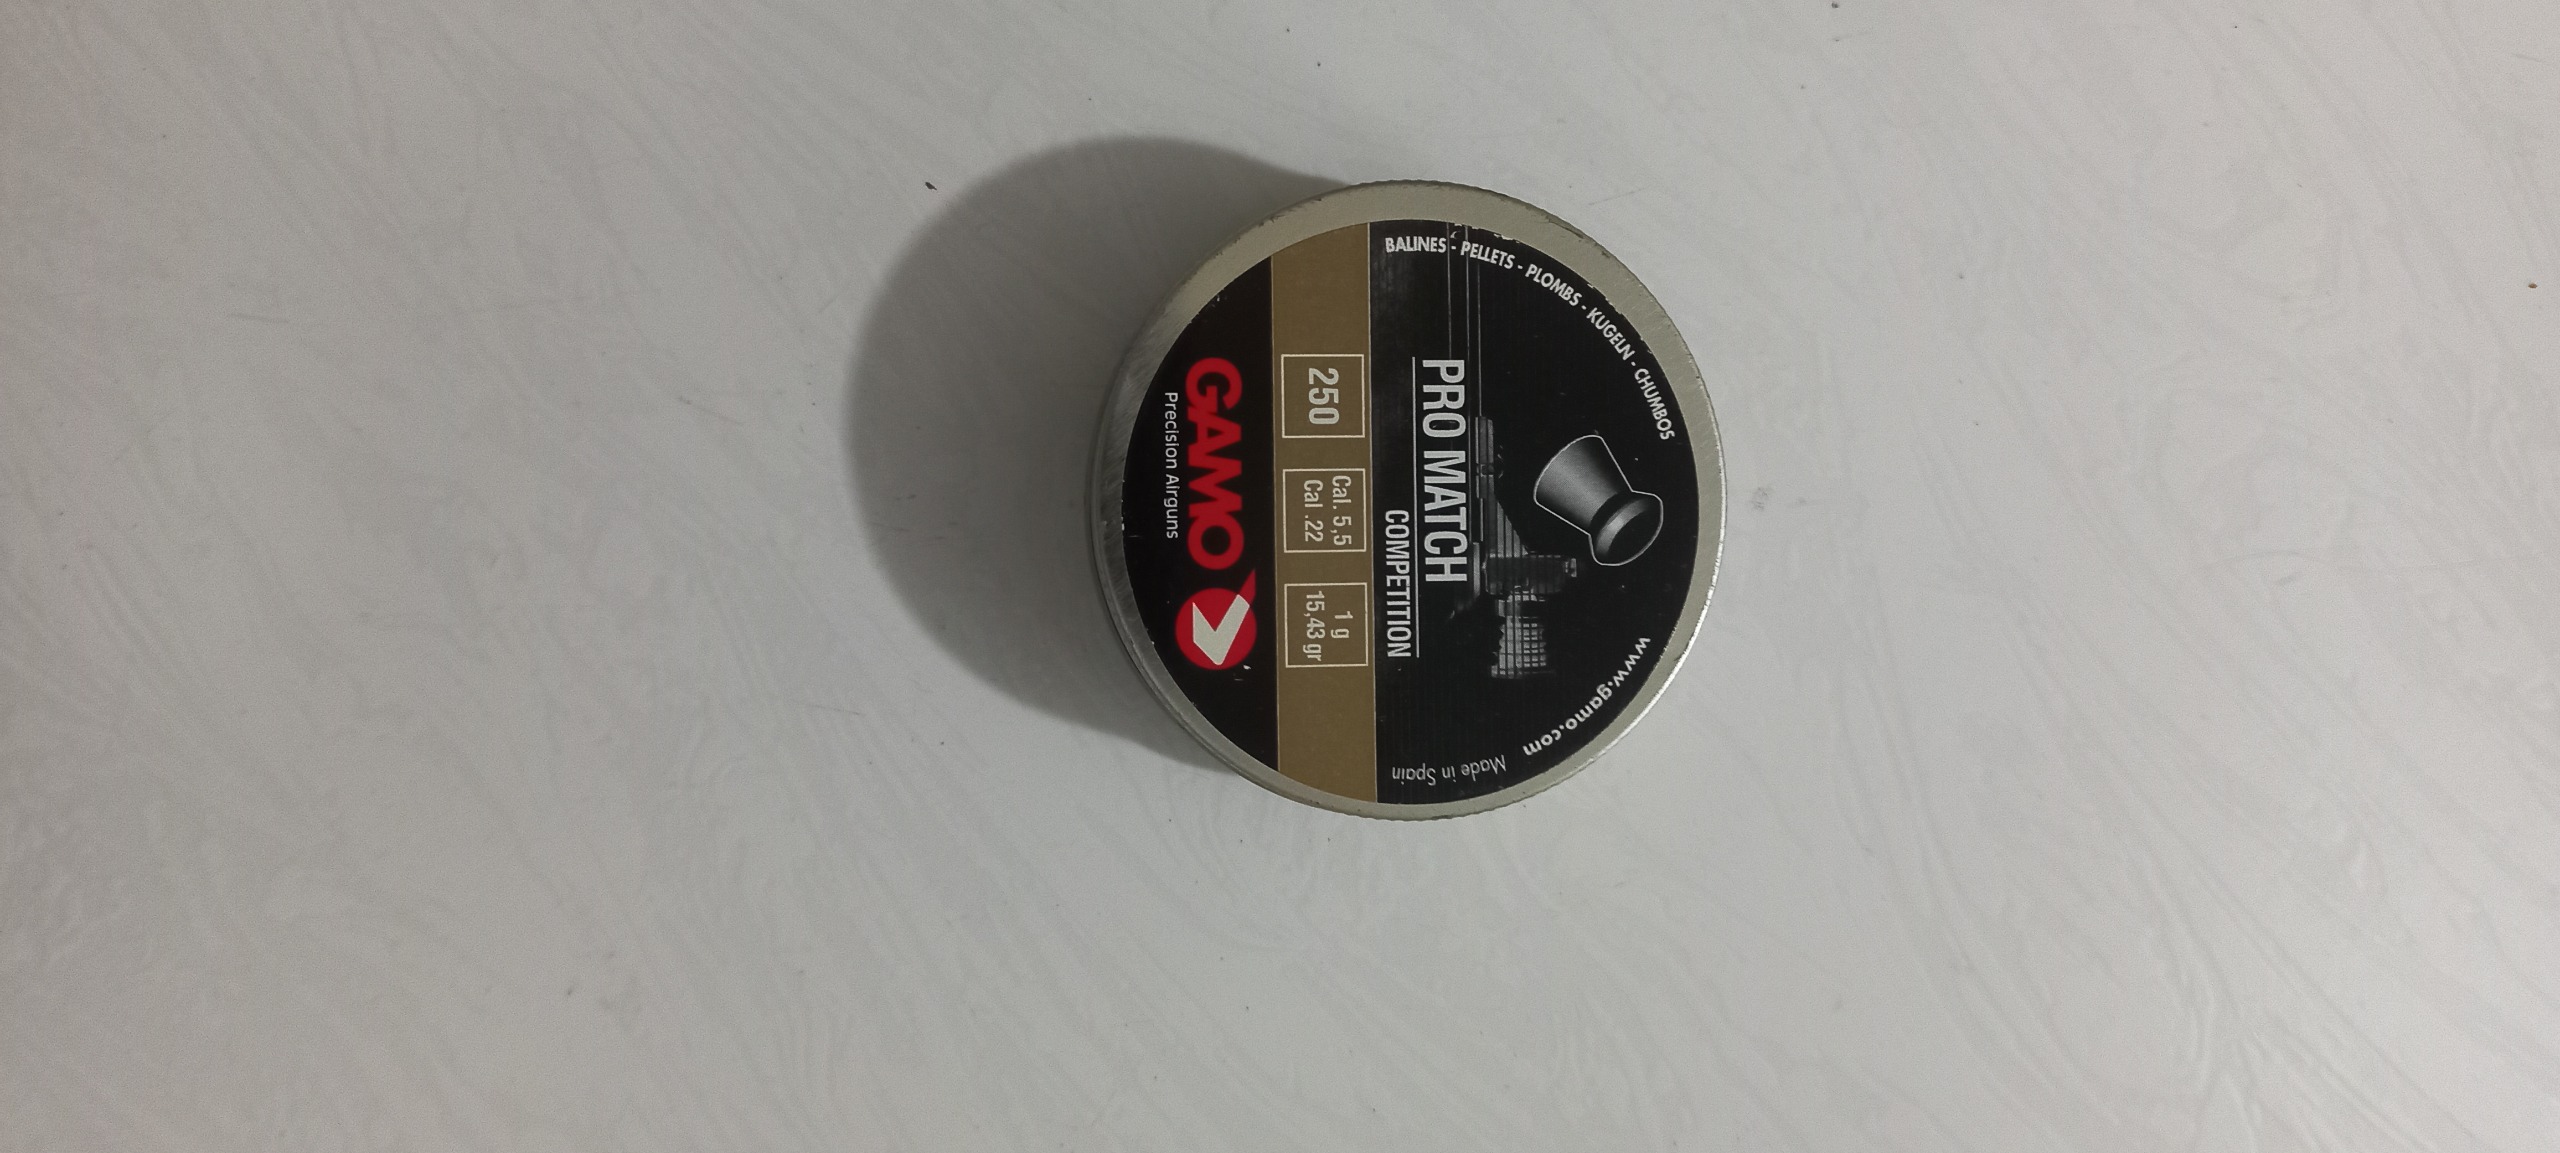 BALINES - PELLETS - PLOMBS - KUGELN - CHUMBOS
www.gamo.com
Made in Spain
PRO MATCH
COMPETITION
250
Cal. 5,5
Cal .22
1 g
15,43 gr
GAMO
Precision Airguns